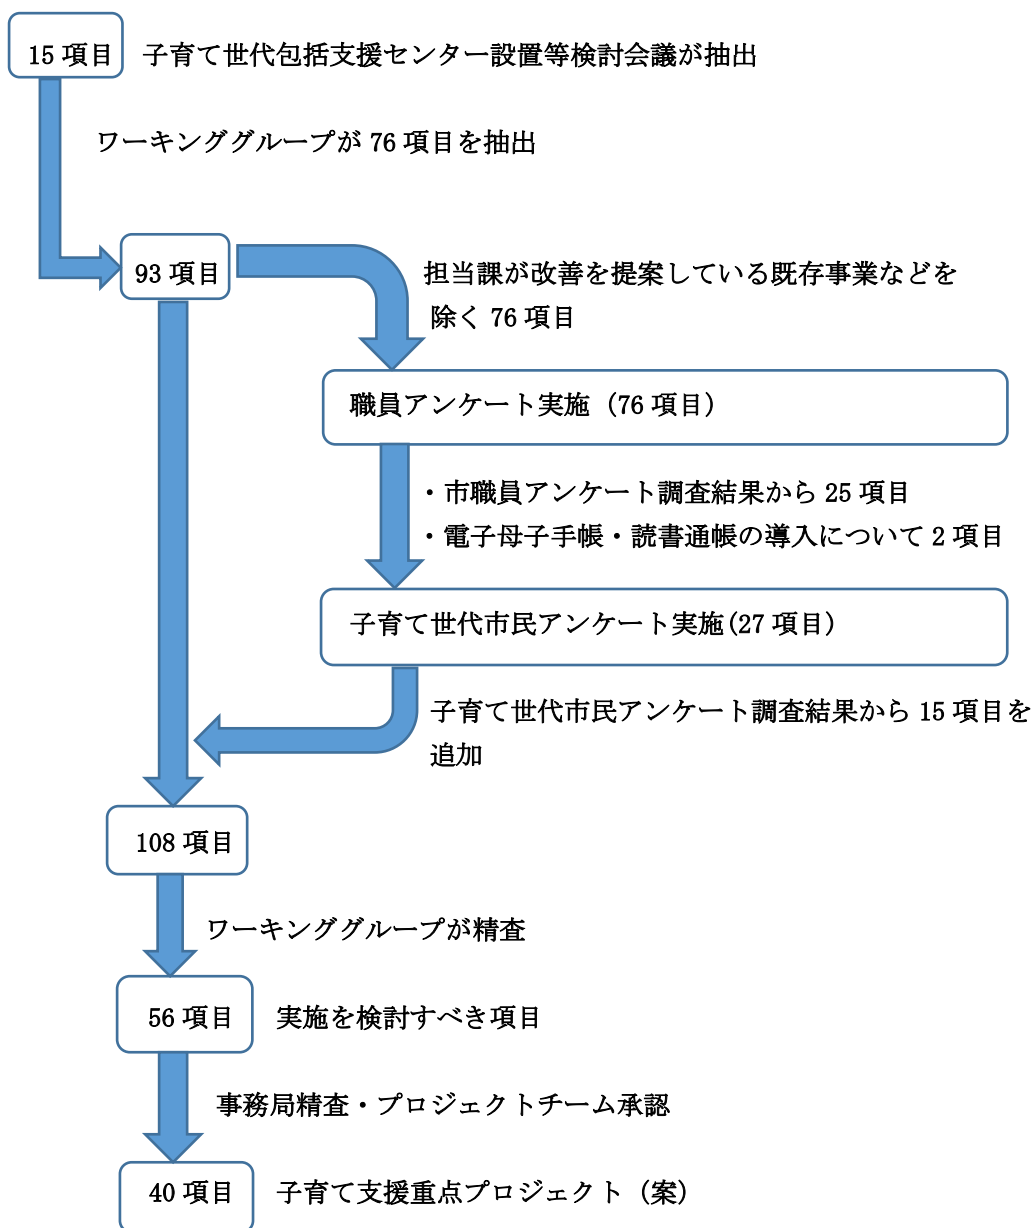 15 項目 子育て世代包括支援センター設置等検討会議が抽出
ワーキンググループが 76 項目を抽出
93 項目
担当課が改善を提案している既存事業などを
除く 76 項目
職員アンケート実施（76 項目）
・市職員アンケート調査結果から 25 項目
・電子母子手帳・読書通帳の導入について 2 項目
子育て世代市民アンケート実施(27 項目)
子育て世代市民アンケート調査結果から 15 項目を
追加
108 項目
ワーキンググループが精査
56 項目 実施を検討すべき項目
事務局精査・プロジェクトチーム承認
40 項目 子育て支援重点プロジェクト（案）